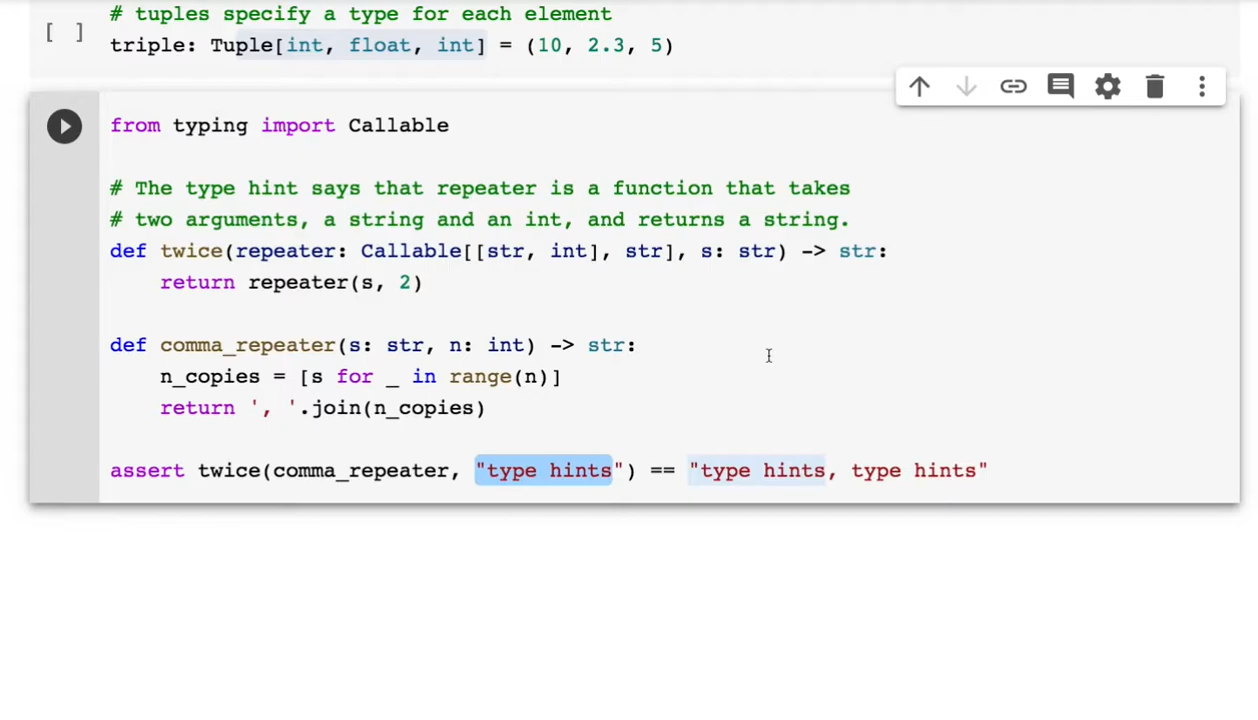 # tuples specify a type for each element
[ ] triple: Tuple[int, float, int] = (10, 2.3, 5)
from typing import Callable
# The type hint says that repeater is a function that takes
# two arguments, a string and an int, and returns a string.
def twice(repeater: Callable[[str, int], str], s: str) -> str:
    return repeater(s, 2)
def comma_repeater(s: str, n: int) -> str:
    n_copies = [s for _ in range(n)]
    return ', '.join(n_copies)
assert twice(comma_repeater, "type hints") == "type hints, type hints"